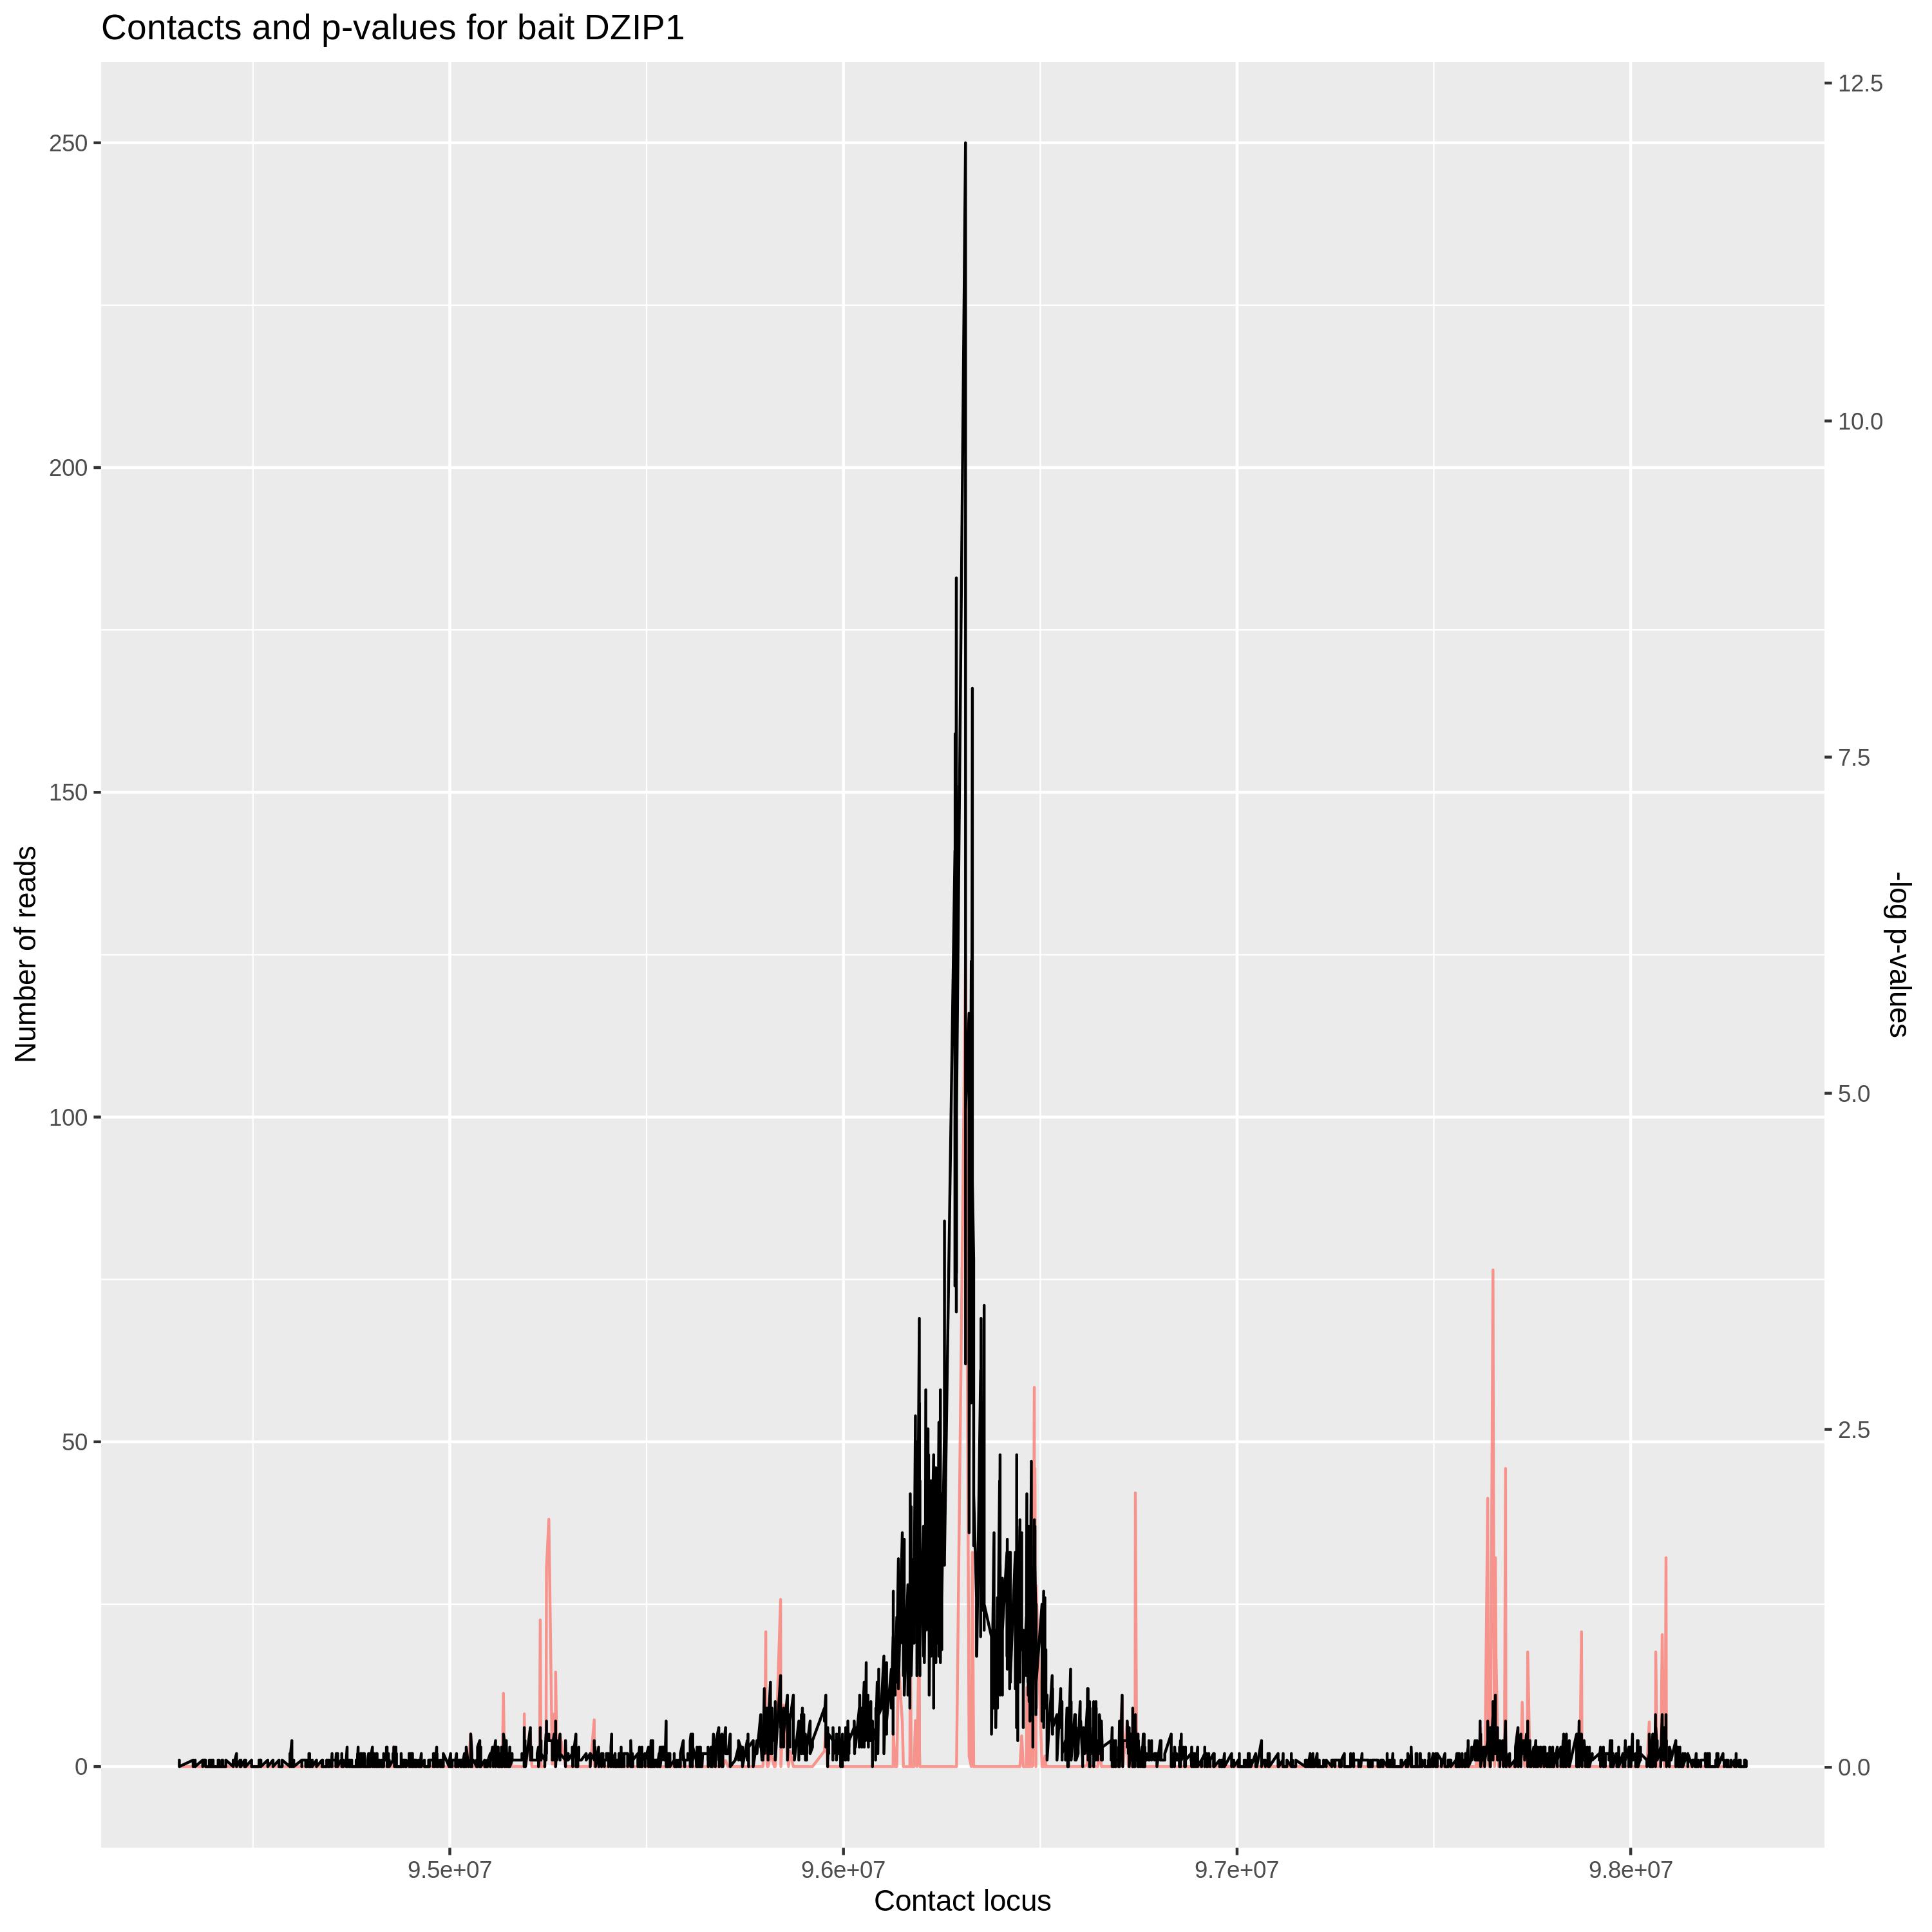 Contacts and p-values for bait DZIP1
12.5
250
10.0
200
7.5
150
Number of reads
-log p-values
5.0
100
2.5
50
0
0.0
9.5e+07 9.6e+07 9.7e+07 9.8e+07
Contact locus